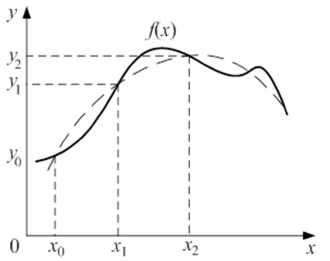 y
f(x)
y₂
y₁
y₀
0 x₀ x₁ x₂ x